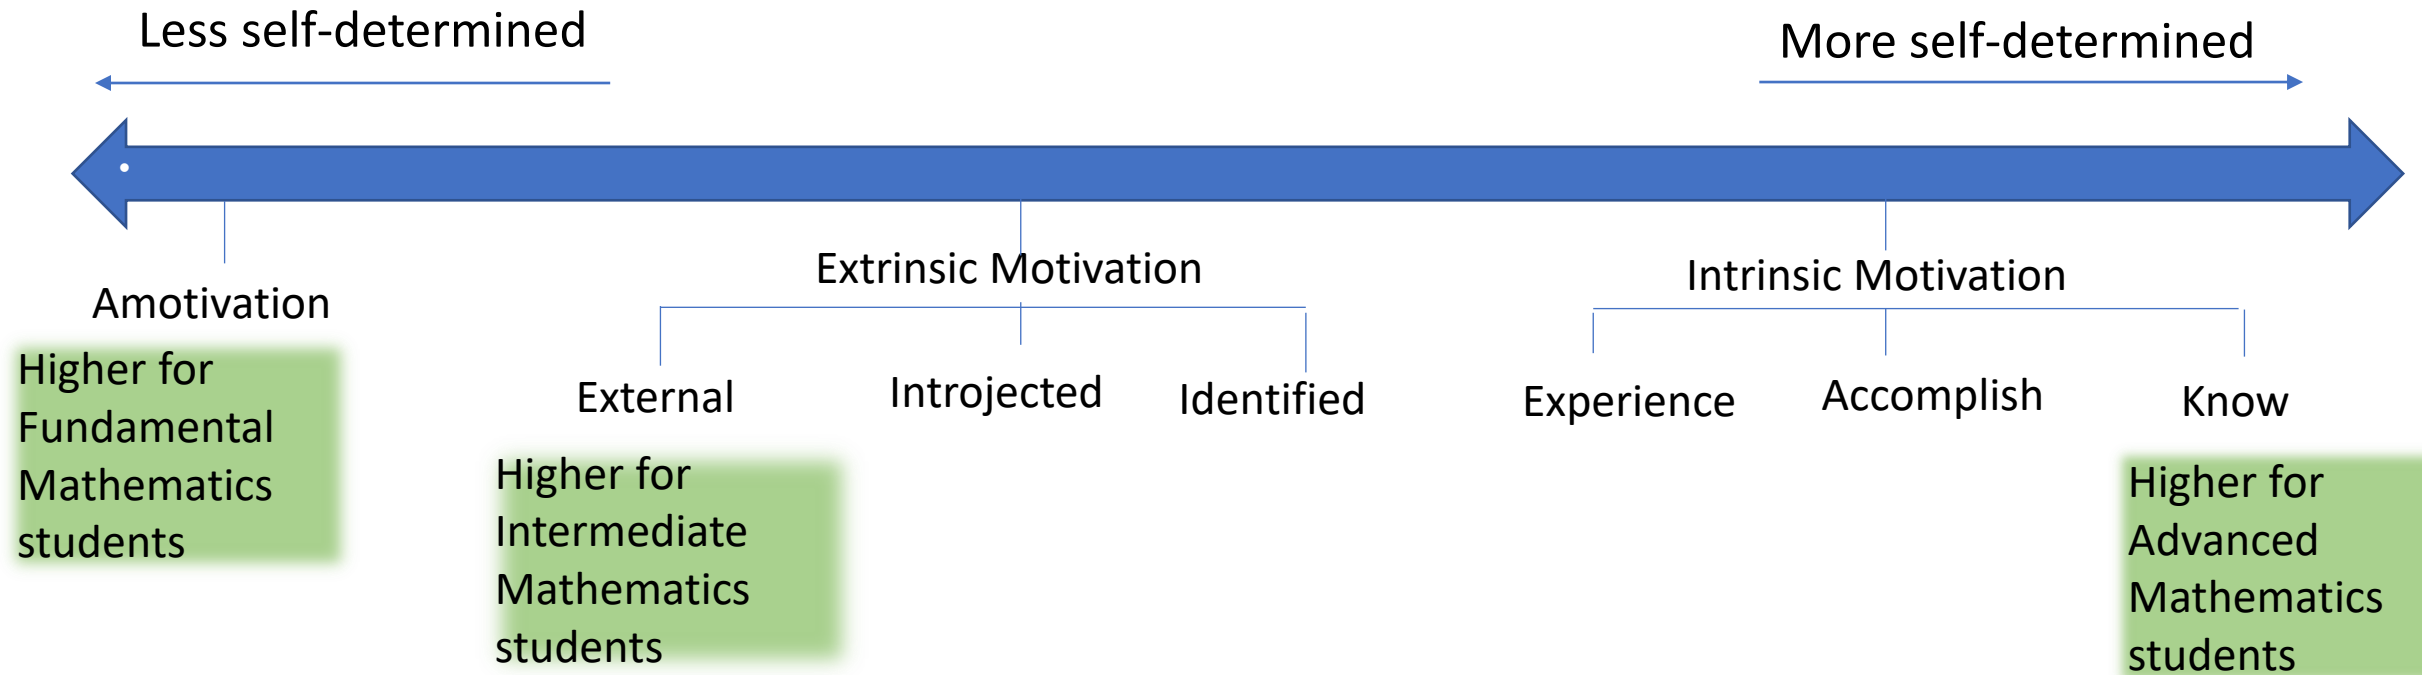 Less self-determined
More self-determined
Extrinsic Motivation
Intrinsic Motivation
Amotivation
Higher for
Fundamental
Mathematics
students
External
Introjected
Identified
Experience
Accomplish
Know
Higher for
Intermediate
Mathematics
students
Higher for
Advanced
Mathematics
students